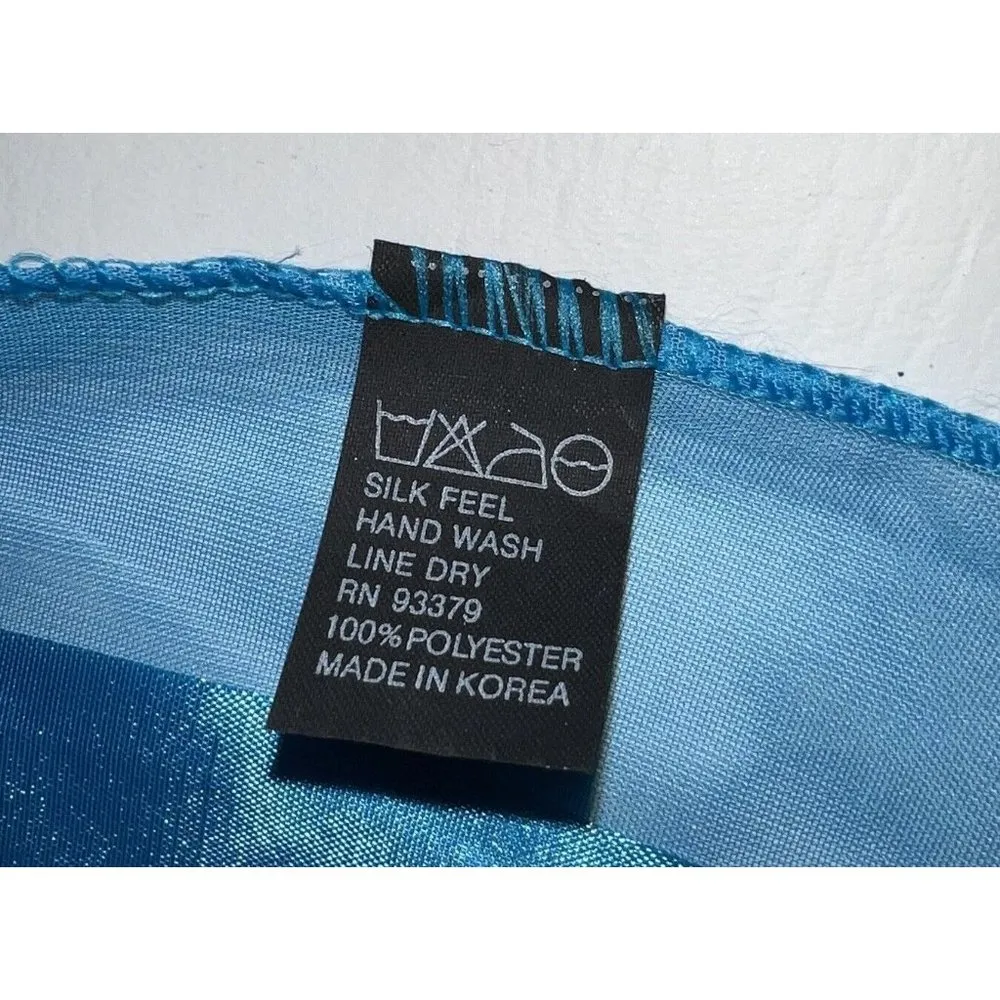 SILK FEEL
HAND WASH
LINE DRY
RN 93379
100% POLYESTER
MADE IN KOREA